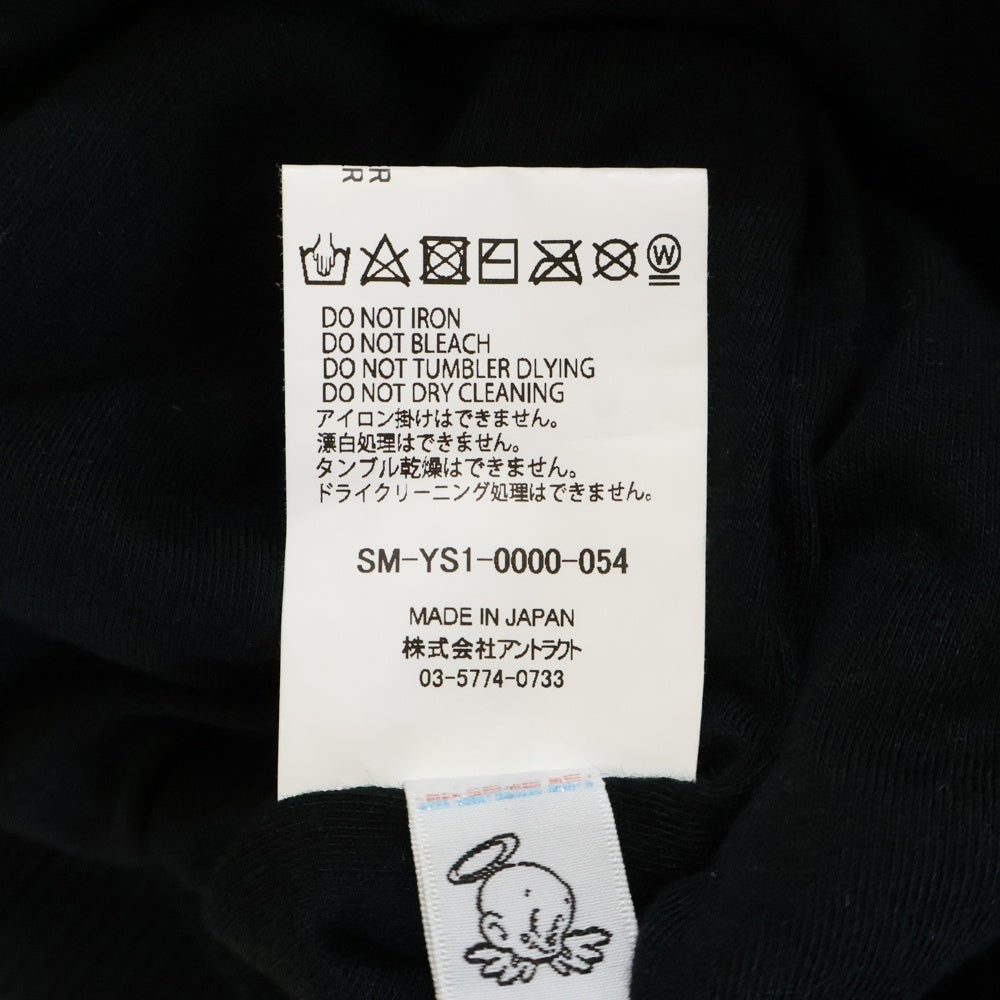 RR
W
DO NOT IRON
DO NOT BLEACH
DO NOT TUMBLER DLYING
DO NOT DRY CLEANING
アイロン掛けはできません。
漂白処理はできません。
タンブル乾燥はできません。
ドライクリーニング処理はできません。
SM-YS1-0000-054
MADE IN JAPAN
株式会社アントラクト
03-5774-0733